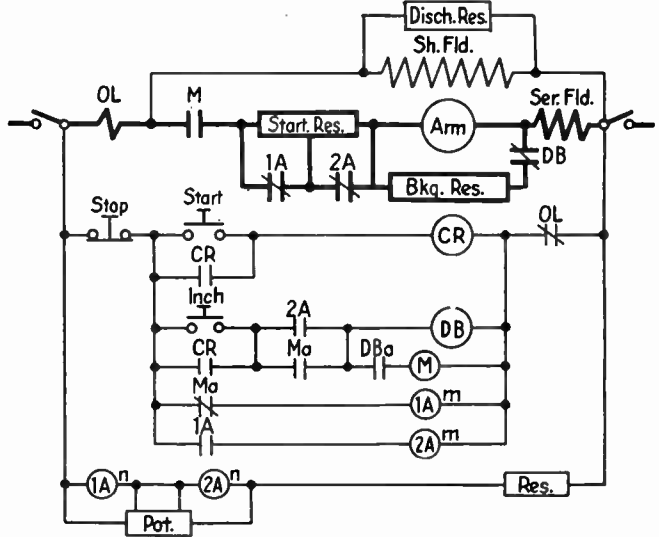 Disch. Res.
Sh. Fld.
OL
M
Start. Res.
Arm
Ser. Fld.
1A
2A
DB
Bkg. Res.
Stop
Start
CR
OL
CR
Inch
2A
DB
CR
Ma
DBa
M
Ma
1A m
1A
2A m
1A n
2A n
Res.
Pot.